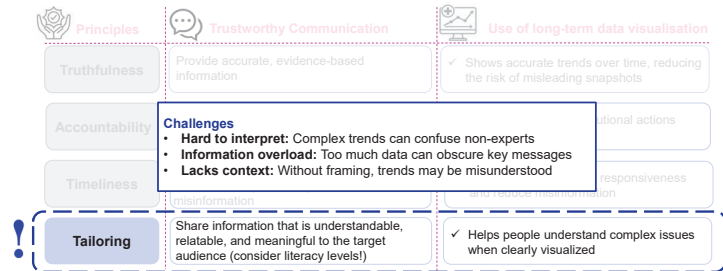 Principles
Trustworthy Communication
Use of long-term data visualisation
Truthfulness
Provide accurate, evidence-based
information
✓ Shows accurate trends over time, reducing
the risk of misleading snapshots
Accountability
utional actions
Challenges
• Hard to interpret: Complex trends can confuse non-experts
• Information overload: Too much data can obscure key messages
• Lacks context: Without framing, trends may be misunderstood
Timeliness
misinformation
responsiveness
and reduce misinformation
!
Tailoring
Share information that is understandable,
relatable, and meaningful to the target
audience (consider literacy levels!)
✓ Helps people understand complex issues
when clearly visualized